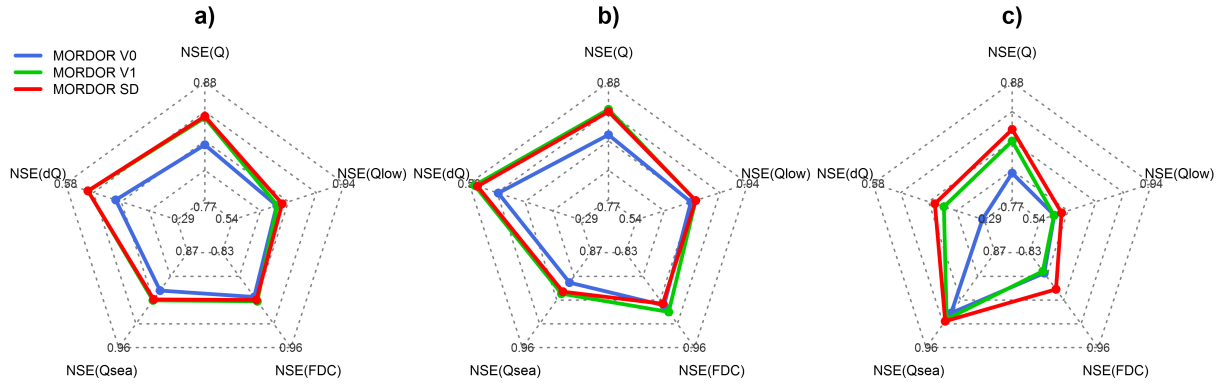 a)
NSE(Q)
MORDOR V0
MORDOR V1
MORDOR SD
0.88
NSE(dQ)
0.58
NSE(Qlow)
0.94
0.77
0.29
0.54
0.87
0.83
0.96
0.96
NSE(Qsea)
NSE(FDC)
b)
NSE(Q)
0.88
NSE(dQ)
NSE(Qlow)
0.94
0.77
0.29
0.54
0.87
0.83
0.96
0.96
NSE(Qsea)
NSE(FDC)
c)
NSE(Q)
0.88
NSE(dQ)
0.58
NSE(Qlow)
0.94
0.77
0.29
0.54
0.87
0.83
0.96
0.96
NSE(Qsea)
NSE(FDC)